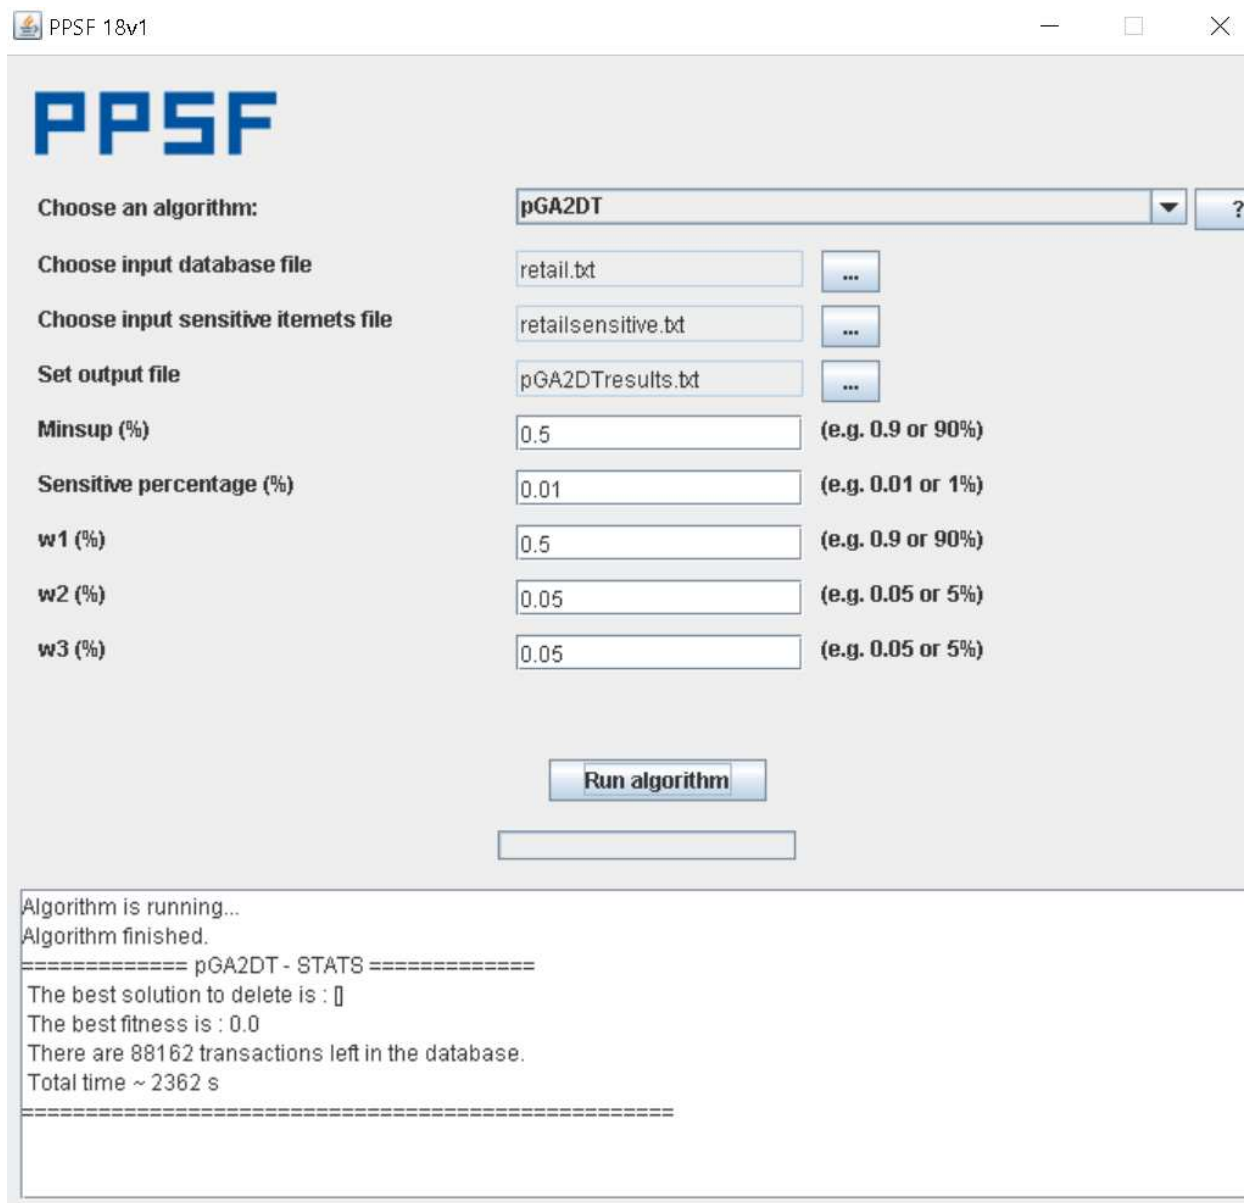 PPSF 18v1
PPSF
Choose an algorithm: pGA2DT ?
Choose input database file retail.txt ...
Choose input sensitive itemets file retailsensitive.txt ...
Set output file pGA2DTresults.txt ...
Minsup (%) 0.5 (e.g. 0.9 or 90%)
Sensitive percentage (%) 0.01 (e.g. 0.01 or 1%)
w1 (%) 0.5 (e.g. 0.9 or 90%)
w2 (%) 0.05 (e.g. 0.05 or 5%)
w3 (%) 0.05 (e.g. 0.05 or 5%)
Run algorithm
Algorithm is running...
Algorithm finished.
============= pGA2DT - STATS =============
The best solution to delete is : []
The best fitness is : 0.0
There are 88162 transactions left in the database.
Total time ~ 2362 s
===================================================